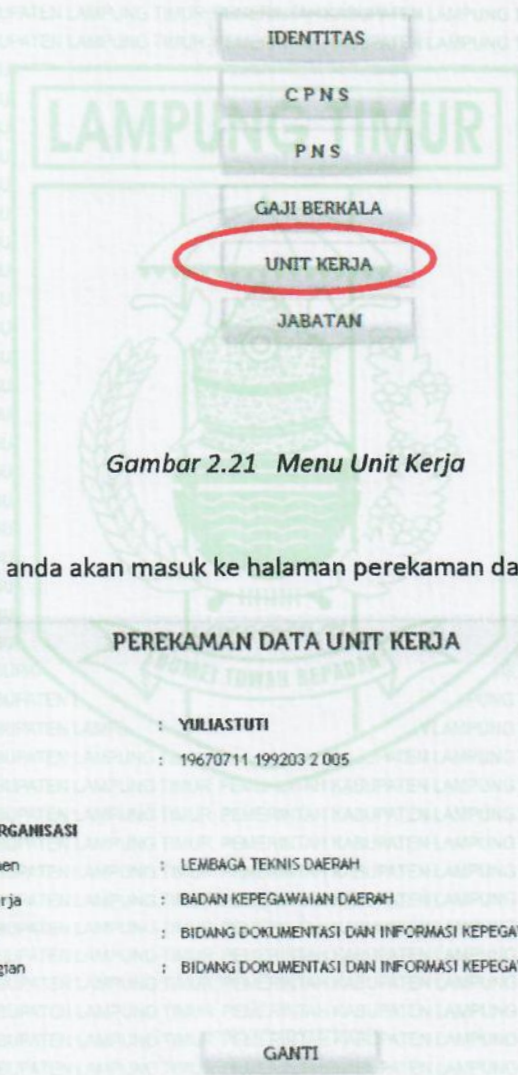 IDENTITAS
C P N S
LAMPUNG TIMUR
P N S
GAJI BERKALA
UNIT KERJA
JABATAN
Gambar 2.21 Menu Unit Kerja
anda akan masuk ke halaman perekaman da
PEREKAMAN DATA UNIT KERJA
: YULIASTUTI
: 19670711 199203 2 005
RGANISASI
nen : LEMBAGA TEKNIS DAERAH
rja : BADAN KEPEGAWAIAN DAERAH
: BIDANG DOKUMENTASI DAN INFORMASI KEPEGA
gian : BIDANG DOKUMENTASI DAN INFORMASI KEPEGA
GANTI